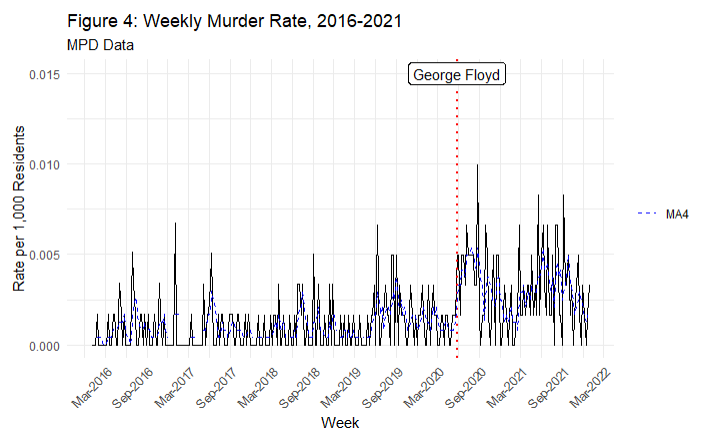 Figure 4: Weekly Murder Rate, 2016-2021
MPD Data
George Floyd
0.015
0.010
0.005
0.000
Rate per 1,000 Residents
MA4
Mar-2016
Sep-2016
Mar-2017
Sep-2017
Mar-2018
Sep-2018
Mar-2019
Sep-2019
Mar-2020
Sep-2020
Mar-2021
Sep-2021
Mar-2022
Week